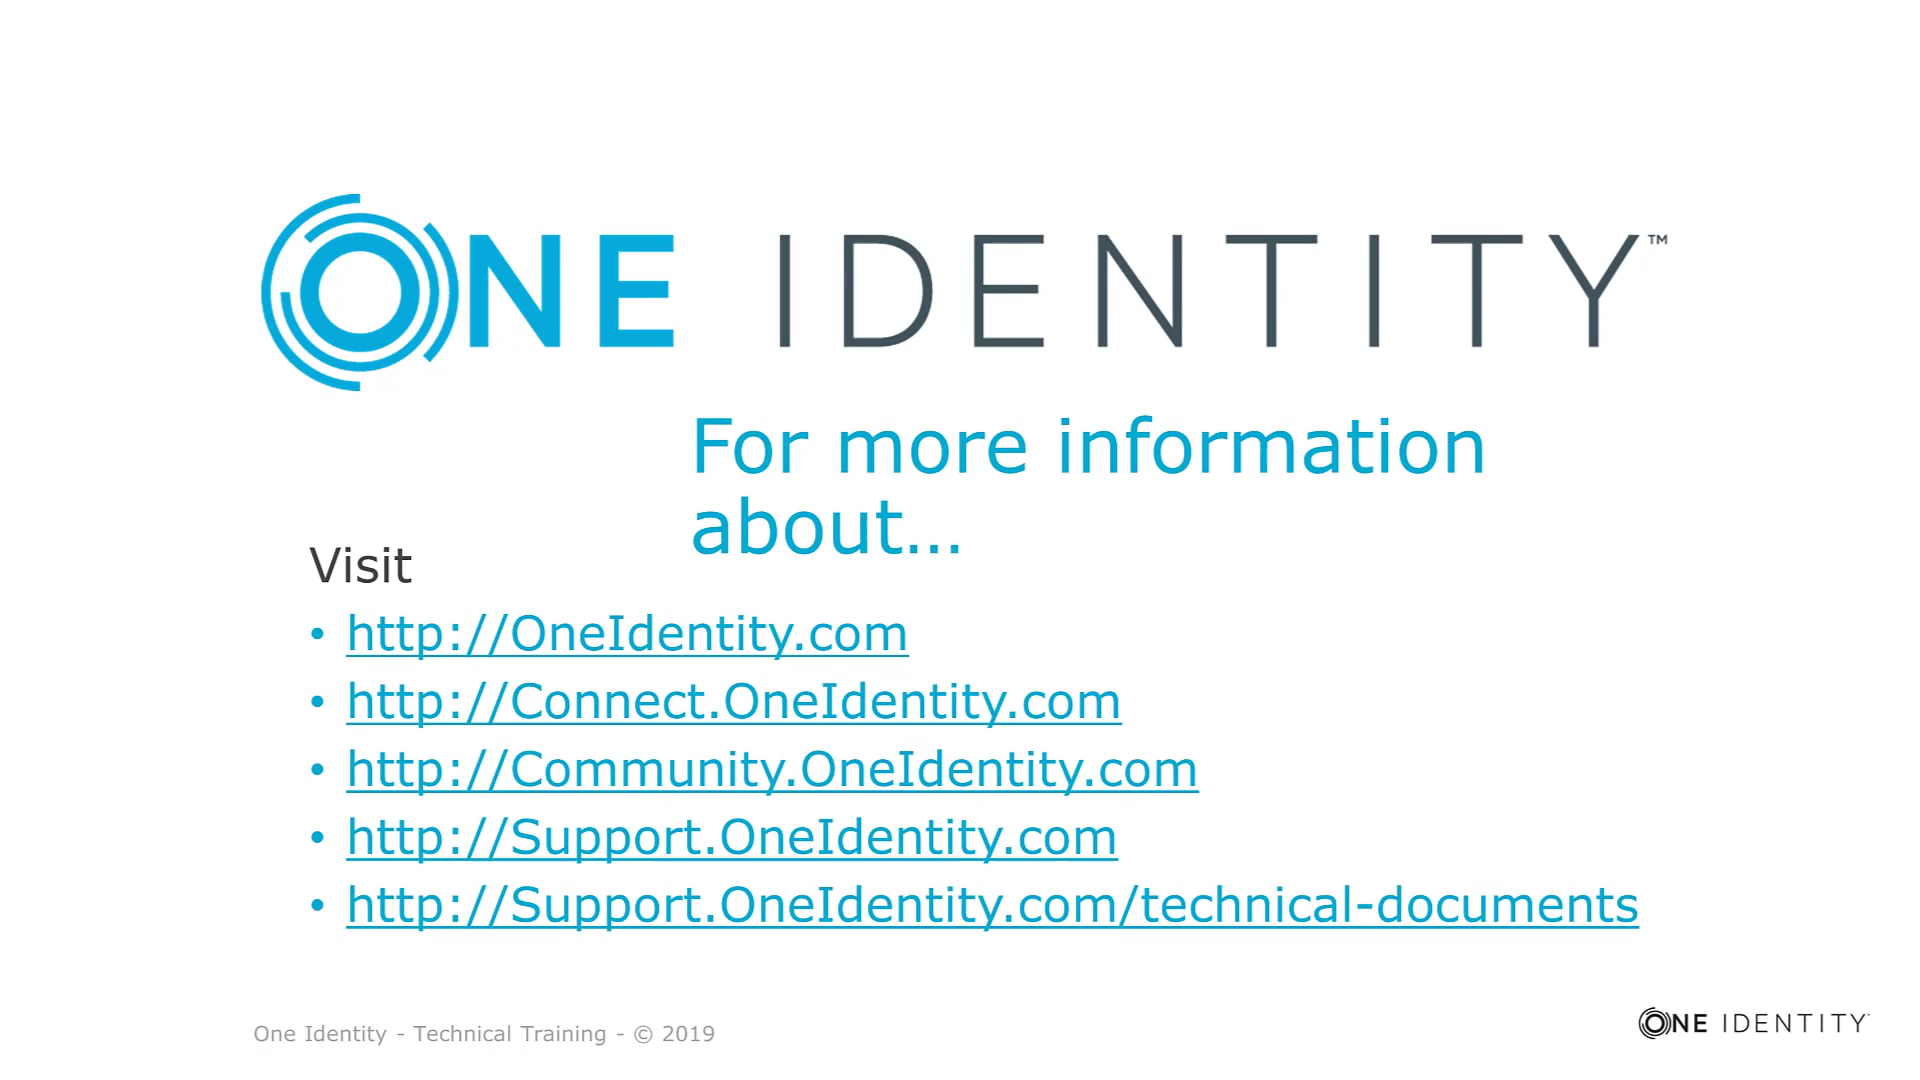 ONE IDENTITY™
For more information
about...
Visit
• http://OneIdentity.com
• http://Connect.OneIdentity.com
• http://Community.OneIdentity.com
• http://Support.OneIdentity.com
• http://Support.OneIdentity.com/technical-documents
One Identity - Technical Training - © 2019
ONE IDENTITY